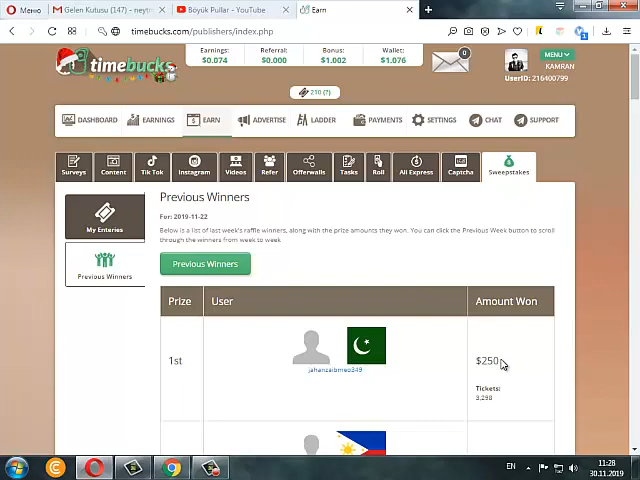 Меню
Gelen Kutusu (147) - neytm
Böyük Pullar - YouTube
Earn
timebucks.com/publishers/index.php
timebucks
Earnings: $0.074
Referral: $0.000
Bonus: $1.002
Wallet: $1.076
0
MENU
KAMRAN
UserID: 216400799
210 (?)
DASHBOARD
EARNINGS
EARN
ADVERTISE
LADDER
PAYMENTS
SETTINGS
CHAT
SUPPORT
Surveys
Content
Tik Tok
Instagram
Videos
Refer
Offerwalls
Tasks
Roll
Ali Express
Captcha
Sweepstakes
My Enteries
Previous Winners
Previous Winners
For: 2019-11-22
Below is a list of last week's raffle winners, along with the prize amounts they won. You can click the Previous Week button to scroll
through the winners from week to week
Previous Winners
Prize
User
Amount Won
1st
jahanzaibmeo349
$250
Tickets:
3,298
EN
11:28
30.11.2019